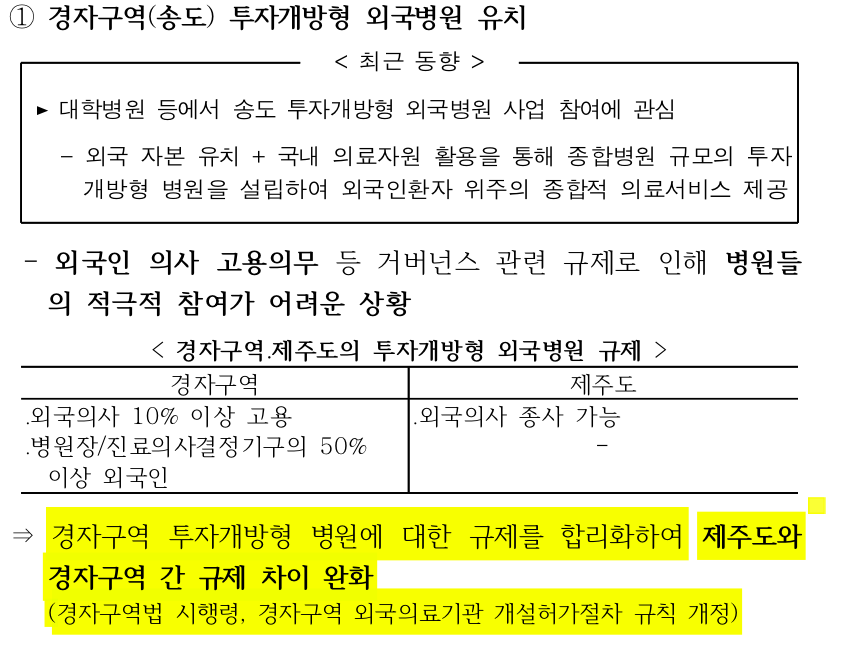 ① 경자구역(송도) 투자개방형 외국병원 유치
< 최근 동향 >
► 대학병원 등에서 송도 투자개방형 외국병원 사업 참여에 관심
- 외국 자본 유치 + 국내 의료자원 활용을 통해 종합병원 규모의 투자
개방형 병원을 설립하여 외국인환자 위주의 종합적 의료서비스 제공
- 외국인 의사 고용의무 등 거버넌스 관련 규제로 인해 병원들
의 적극적 참여가 어려운 상황
< 경자구역.제주도의 투자개방형 외국병원 규제 >
경자구역 제주도
.외국의사 10% 이상 고용 .외국의사 종사 가능
.병원장/진료의사결정기구의 50% -
이상 외국인
⇒ 경자구역 투자개방형 병원에 대한 규제를 합리화하여 제주도와
경자구역 간 규제 차이 완화
(경자구역법 시행령, 경자구역 외국의료기관 개설허가절차 규칙 개정)